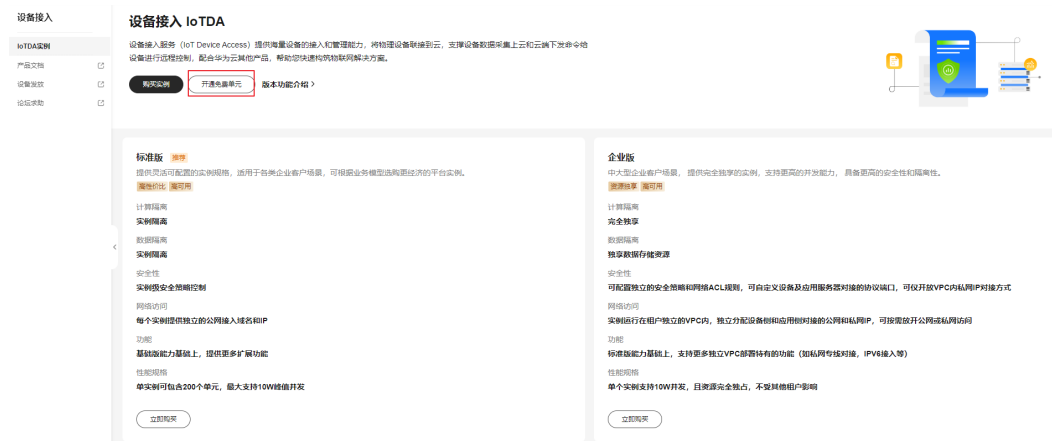 设备接入
IoTDA实例
产品文档
设备发放
论坛求助
设备接入 IoTDA
设备接入服务（IoT Device Access）提供海量设备的接入和管理能力，将物理设备联接到云，支撑设备数据采集上云和云端下发命令给
设备进行远程控制，配合华为云其他产品，帮助您快速构筑物联网解决方案。
购买实例
开通免费单元
版本功能介绍
标准版 推荐
提供灵活可配置的实例规格，适用于各类企业客户场景，可根据业务模型选购更经济的平台实例。
高性价比 高可用
计算隔离
实例隔离
数据隔离
实例隔离
安全性
实例级安全策略控制
网络访问
每个实例提供独立的公网接入域名和IP
功能
基础版能力基础上，提供更多扩展功能
性能规格
单实例可包含200个单元，最大支持10W峰值并发
立即购买
企业版
中大型企业客户场景， 提供完全独享的实例，支持更高的并发能力， 具备更高的安全性和隔离性。
资源独享 高可用
计算隔离
完全独享
数据隔离
独享数据存储资源
安全性
可配置独立的安全策略和网络ACL规则，可自定义设备及应用服务器对接的协议端口，可仅开放VPC内私网IP对接方式
网络访问
实例运行在租户独立的VPC内，独立分配设备侧和应用侧对接的公网和私网IP，可按需放开公网或私网访问
功能
标准版能力基础上，支持更多独立VPC部署特有的功能（如私网专线对接，IPV6接入等）
性能规格
单个实例支持10W并发，且资源完全独占，不受其他租户影响
立即购买